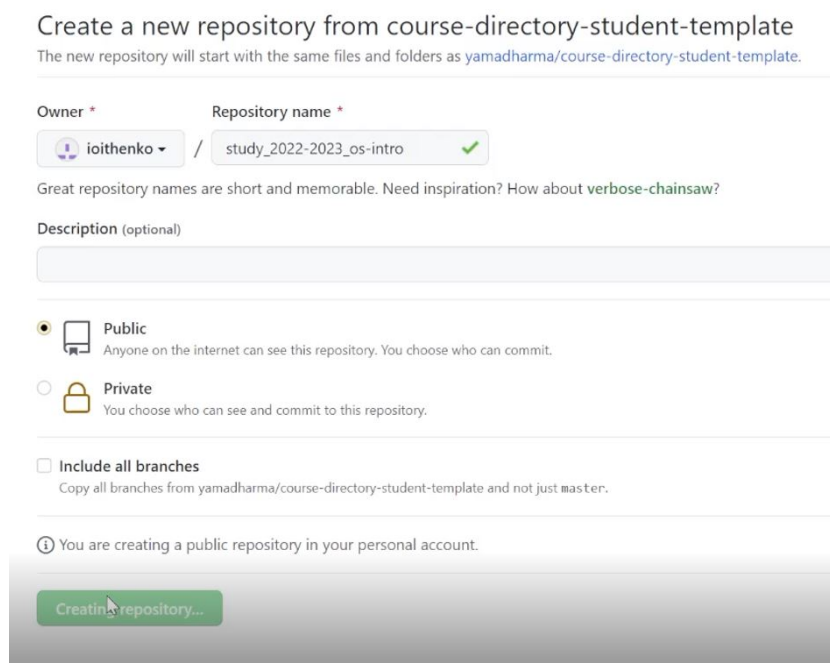 Create a new repository from course-directory-student-template
The new repository will start with the same files and folders as yamadharma/course-directory-student-template.
Owner * Repository name *
ioithenko / study_2022-2023_os-intro
Great repository names are short and memorable. Need inspiration? How about verbose-chainsaw?
Description (optional)
Public
Anyone on the internet can see this repository. You choose who can commit.
Private
You choose who can see and commit to this repository.
Include all branches
Copy all branches from yamadharma/course-directory-student-template and not just master.
You are creating a public repository in your personal account.
Creating repository...